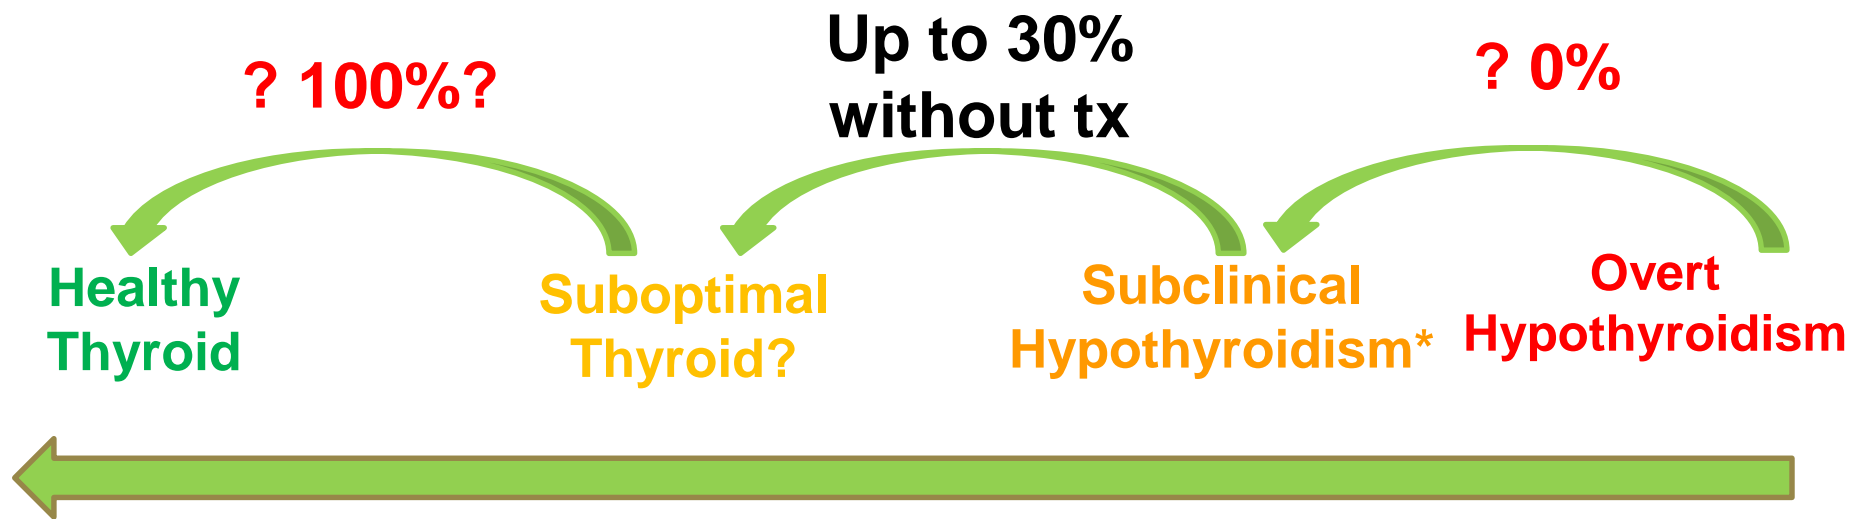 ? 100%?
Up to 30%
without tx
? 0%
Healthy
Thyroid
Suboptimal
Thyroid?
Subclinical
Hypothyroidism*
Overt
Hypothyroidism